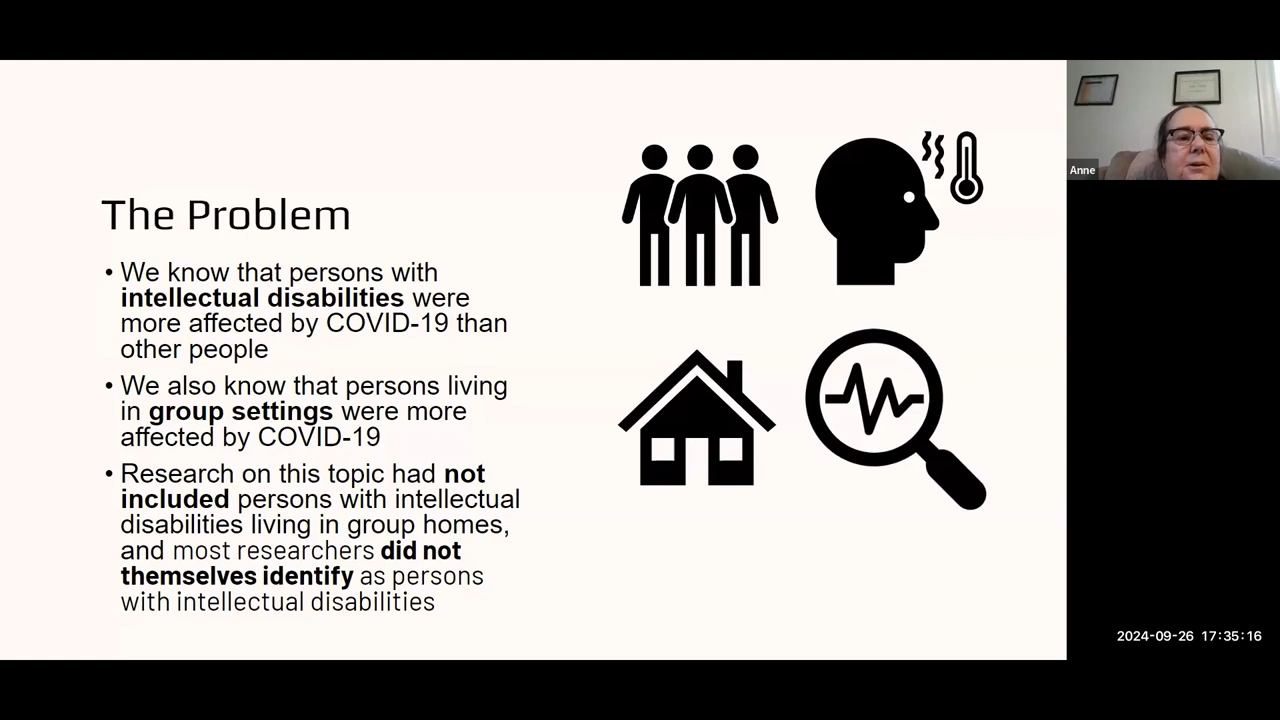 The Problem
• We know that persons with
intellectual disabilities were
more affected by COVID-19 than
other people
• We also know that persons living
in group settings were more
affected by COVID-19
• Research on this topic had not
included persons with intellectual
disabilities living in group homes,
and most researchers did not
themselves identify as persons
with intellectual disabilities
Anne
2024-09-26 17:35:16